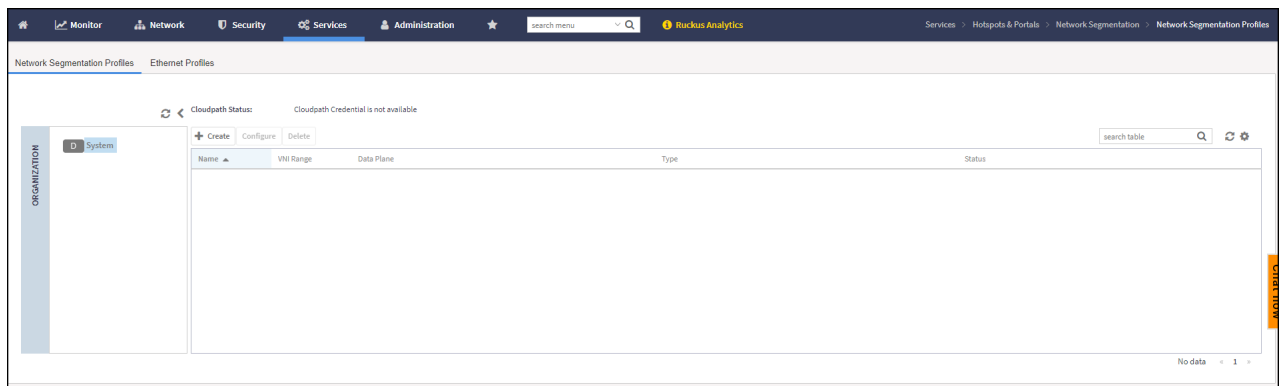 Monitor Network Security Services Administration search menu Ruckus Analytics Services > Hotspots & Portals > Network Segmentation > Network Segmentation Profiles
Network Segmentation Profiles Ethernet Profiles
Cloudpath Status: Cloudpath Credential is not available
Create Configure Delete search table
D System
Name VNI Range Data Plane Type Status
ORGANIZATION
Chat now
No data 1